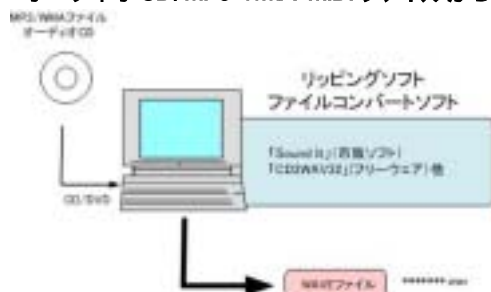 MP3/WMAファイル
オーディオCD
リッピングソフト
ファイルコンバートソフト
「Sound it」(市販ソフト)
「CD2WAV32」(フリーウェア)他
CD/DVD
WAVEファイル